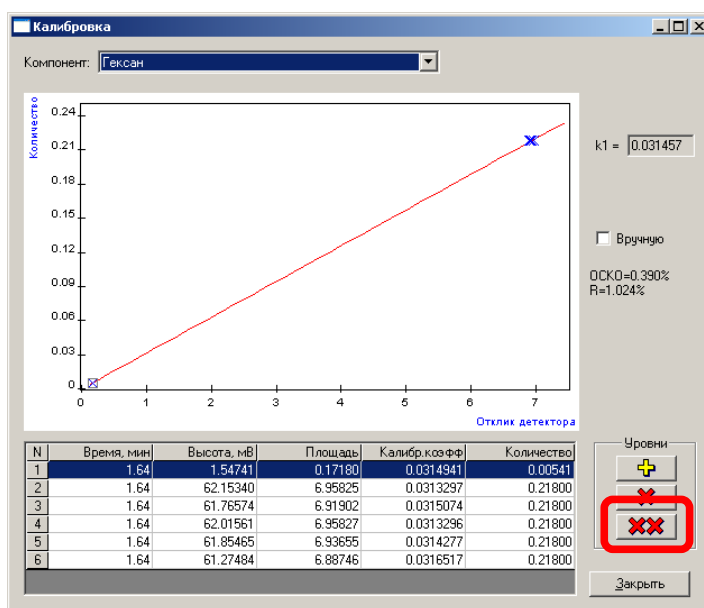 Калибровка
Компонент: Гексан
Количество
0.24
0.21
0.18
0.15
0.12
0.09
0.06
0.03
0
0 1 2 3 4 5 6 7
Отклик детектора
k1 = 0.031457
Вручную
ОСКО=0.390%
R=1.024%
N Время, мин Высота, мВ Площадь Калибр.коэфф Количество
1 1.64 1.54741 0.17180 0.0314941 0.00541
2 1.64 62.15340 6.95825 0.0313297 0.21800
3 1.64 61.76574 6.91902 0.0315074 0.21800
4 1.64 62.01561 6.95827 0.0313296 0.21800
5 1.64 61.85465 6.93655 0.0314277 0.21800
6 1.64 61.27484 6.88746 0.0316517 0.21800
Уровни
Закрыть